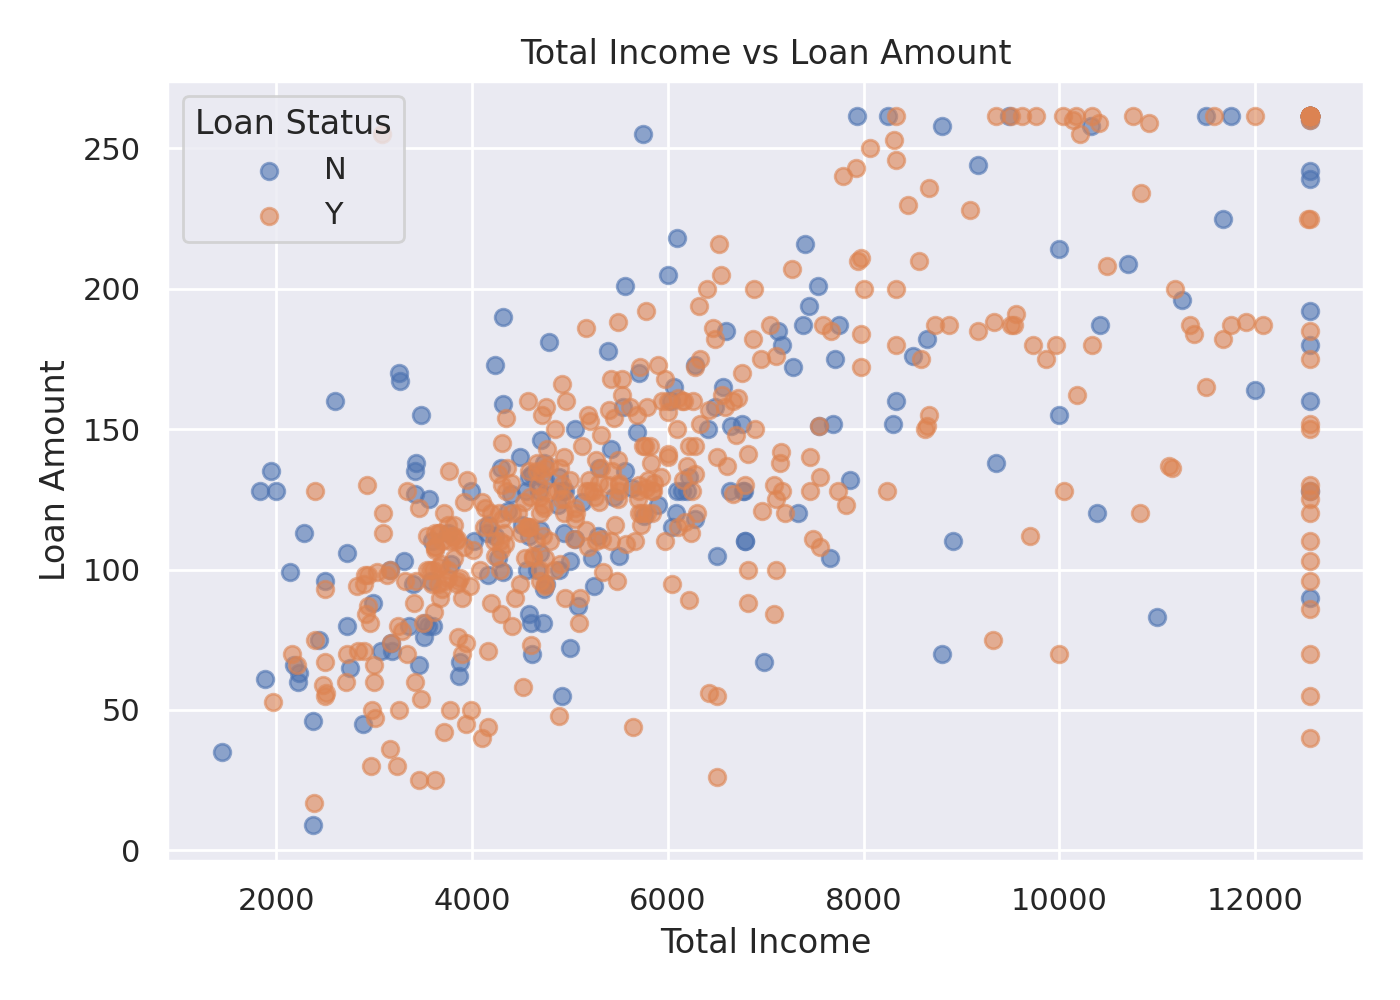 Total Income vs Loan Amount
Loan Status
N
Y
Loan Amount
250
200
150
100
50
0
2000 4000 6000 8000 10000 12000
Total Income